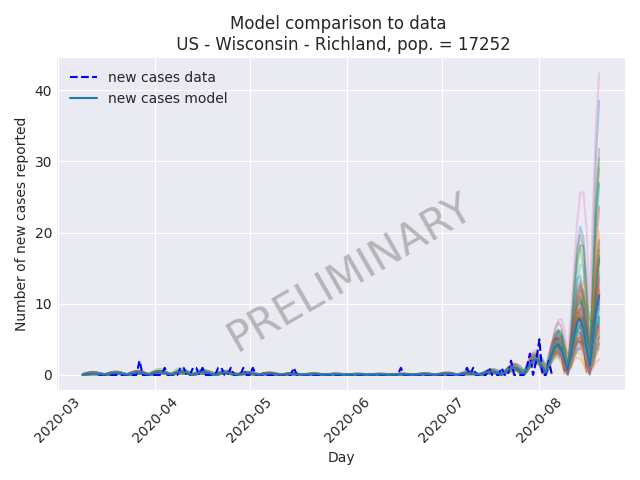 Model comparison to data
US - Wisconsin - Richland, pop. = 17252
new cases data
new cases model
Number of new cases reported
40
30
20
10
0
PRELIMINARY
2020-03
2020-04
2020-05
2020-06
2020-07
2020-08
Day